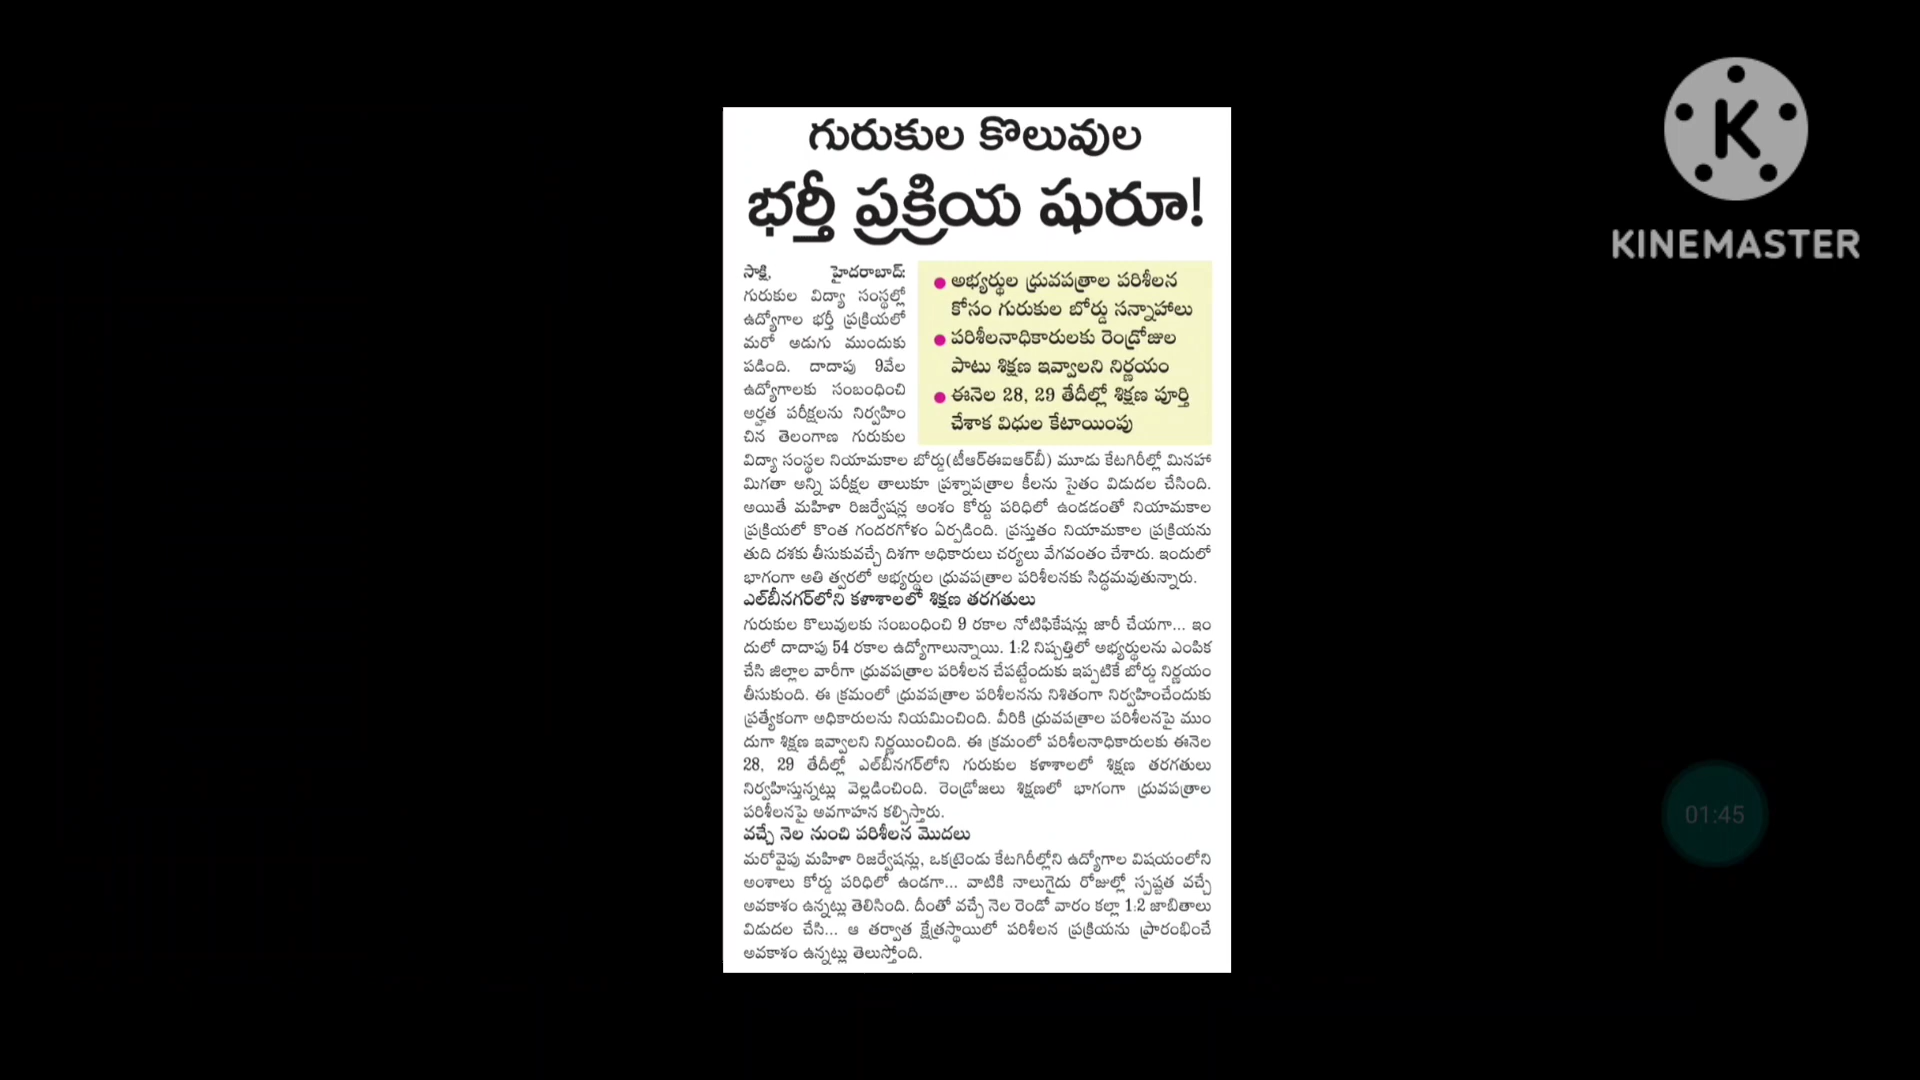 గురుకుల కొలువుల
భర్తీ ప్రక్రియ షురూ!
సాక్షి, హైదరాబాద్:
గురుకుల విద్యా సంస్థల్లో
ఉద్యోగాల భర్తీ ప్రక్రియలో
మరో అడుగు ముందుకు
పడింది. దాదాపు 9వేల
ఉద్యోగాలకు సంబంధించి
అర్హత పరీక్షలను నిర్వహిం
చిన తెలంగాణ గురుకుల
● అభ్యర్థుల ధ్రువపత్రాల పరిశీలన
కోసం గురుకుల బోర్డు సన్నాహాలు
● పరిశీలనాధికారులకు రెండ్రోజుల
పాటు శిక్షణ ఇవ్వాలని నిర్ణయం
● ఈనెల 28, 29 తేదీల్లో శిక్షణ పూర్తి
చేశాక విధుల కేటాయింపు
విద్యా సంస్థల నియామకాల బోర్డు(టీఆర్ఈఐఆర్‌బీ) మూడు కేటగిరీల్లో మినహా
మిగతా అన్ని పరీక్షల తాలుకూ ప్రశ్నాపత్రాల కీలను సైతం విడుదల చేసింది.
అయితే మహిళా రిజర్వేషన్ల అంశం కోర్టు పరిధిలో ఉండడంతో నియామకాల
ప్రక్రియలో కొంత గందరగోళం ఏర్పడింది. ప్రస్తుతం నియామకాల ప్రక్రియను
తుది దశకు తీసుకువచ్చే దిశగా అధికారులు చర్యలు వేగవంతం చేశారు. ఇందులో
భాగంగా అతి త్వరలో అభ్యర్థుల ధ్రువపత్రాల పరిశీలనకు సిద్ధమవుతున్నారు.
ఎల్‌బీనగర్‌లోని కళాశాలలో శిక్షణ తరగతులు
గురుకుల కొలువులకు సంబంధించి 9 రకాల నోటిఫికేషన్లు జారీ చేయగా... ఇం
దులో దాదాపు 54 రకాల ఉద్యోగాలున్నాయి. 1:2 నిష్పత్తిలో అభ్యర్థులను ఎంపిక
చేసి జిల్లాల వారీగా ధ్రువపత్రాల పరిశీలన చేపట్టేందుకు ఇప్పటికే బోర్డు నిర్ణయం
తీసుకుంది. ఈ క్రమంలో ధ్రువపత్రాల పరిశీలనను నిశితంగా నిర్వహించేందుకు
ప్రత్యేకంగా అధికారులను నియమించింది. వీరికి ధ్రువపత్రాల పరిశీలనపై ముం
దుగా శిక్షణ ఇవ్వాలని నిర్ణయించింది. ఈ క్రమంలో పరిశీలనాధికారులకు ఈనెల
28, 29 తేదీల్లో ఎల్‌బీనగర్‌లోని గురుకుల కళాశాలలో శిక్షణ తరగతులు
నిర్వహిస్తున్నట్లు వెల్లడించింది. రెండ్రోజలు శిక్షణలో భాగంగా ధ్రువపత్రాల
పరిశీలనపై అవగాహన కల్పిస్తారు.
వచ్చే నెల నుంచి పరిశీలన మొదలు
మరోవైపు మహిళా రిజర్వేషన్లు, ఒకట్రెండు కేటగిరీల్లోని ఉద్యోగాల విషయంలోని
అంశాలు కోర్డు పరిధిలో ఉండగా... వాటికి నాలుగైదు రోజుల్లో స్పష్టత వచ్చే
అవకాశం ఉన్నట్లు తెలిసింది. దీంతో వచ్చే నెల రెండో వారం కల్లా 1:2 జాబితాలు
విడుదల చేసి... ఆ తర్వాత క్షేత్రస్థాయిలో పరిశీలన ప్రక్రియను ప్రారంభించే
అవకాశం ఉన్నట్లు తెలుస్తోంది.
K
KINEMASTER
01:45